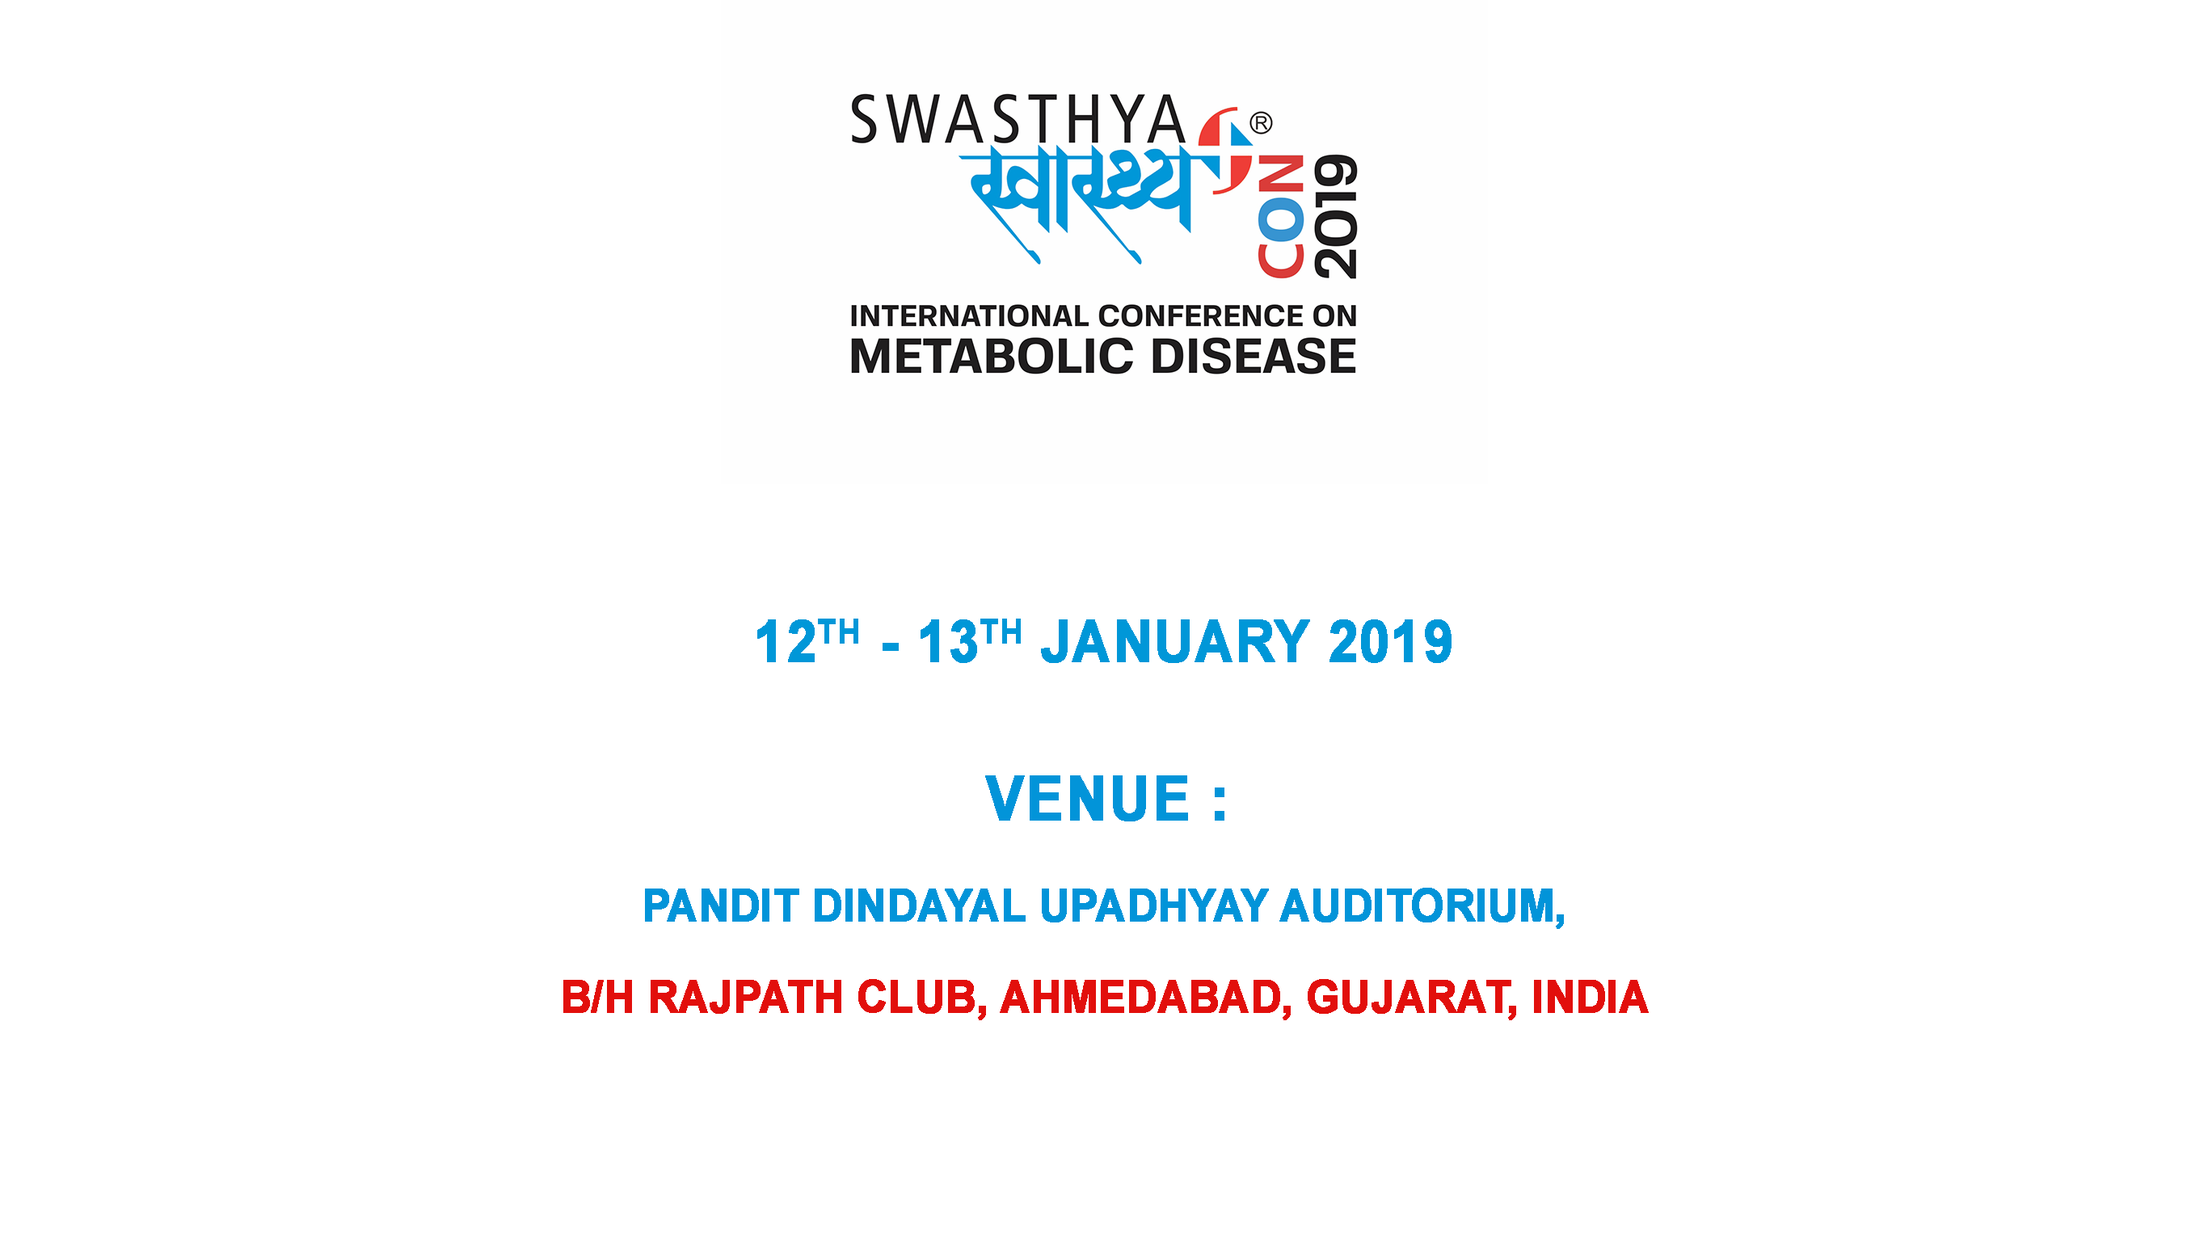 SWASTHYA
स्वास्थ्य ®
CON
2019
INTERNATIONAL CONFERENCE ON
METABOLIC DISEASE
12TH - 13TH JANUARY 2019
VENUE :
PANDIT DINDAYAL UPADHYAY AUDITORIUM,
B/H RAJPATH CLUB, AHMEDABAD, GUJARAT, INDIA